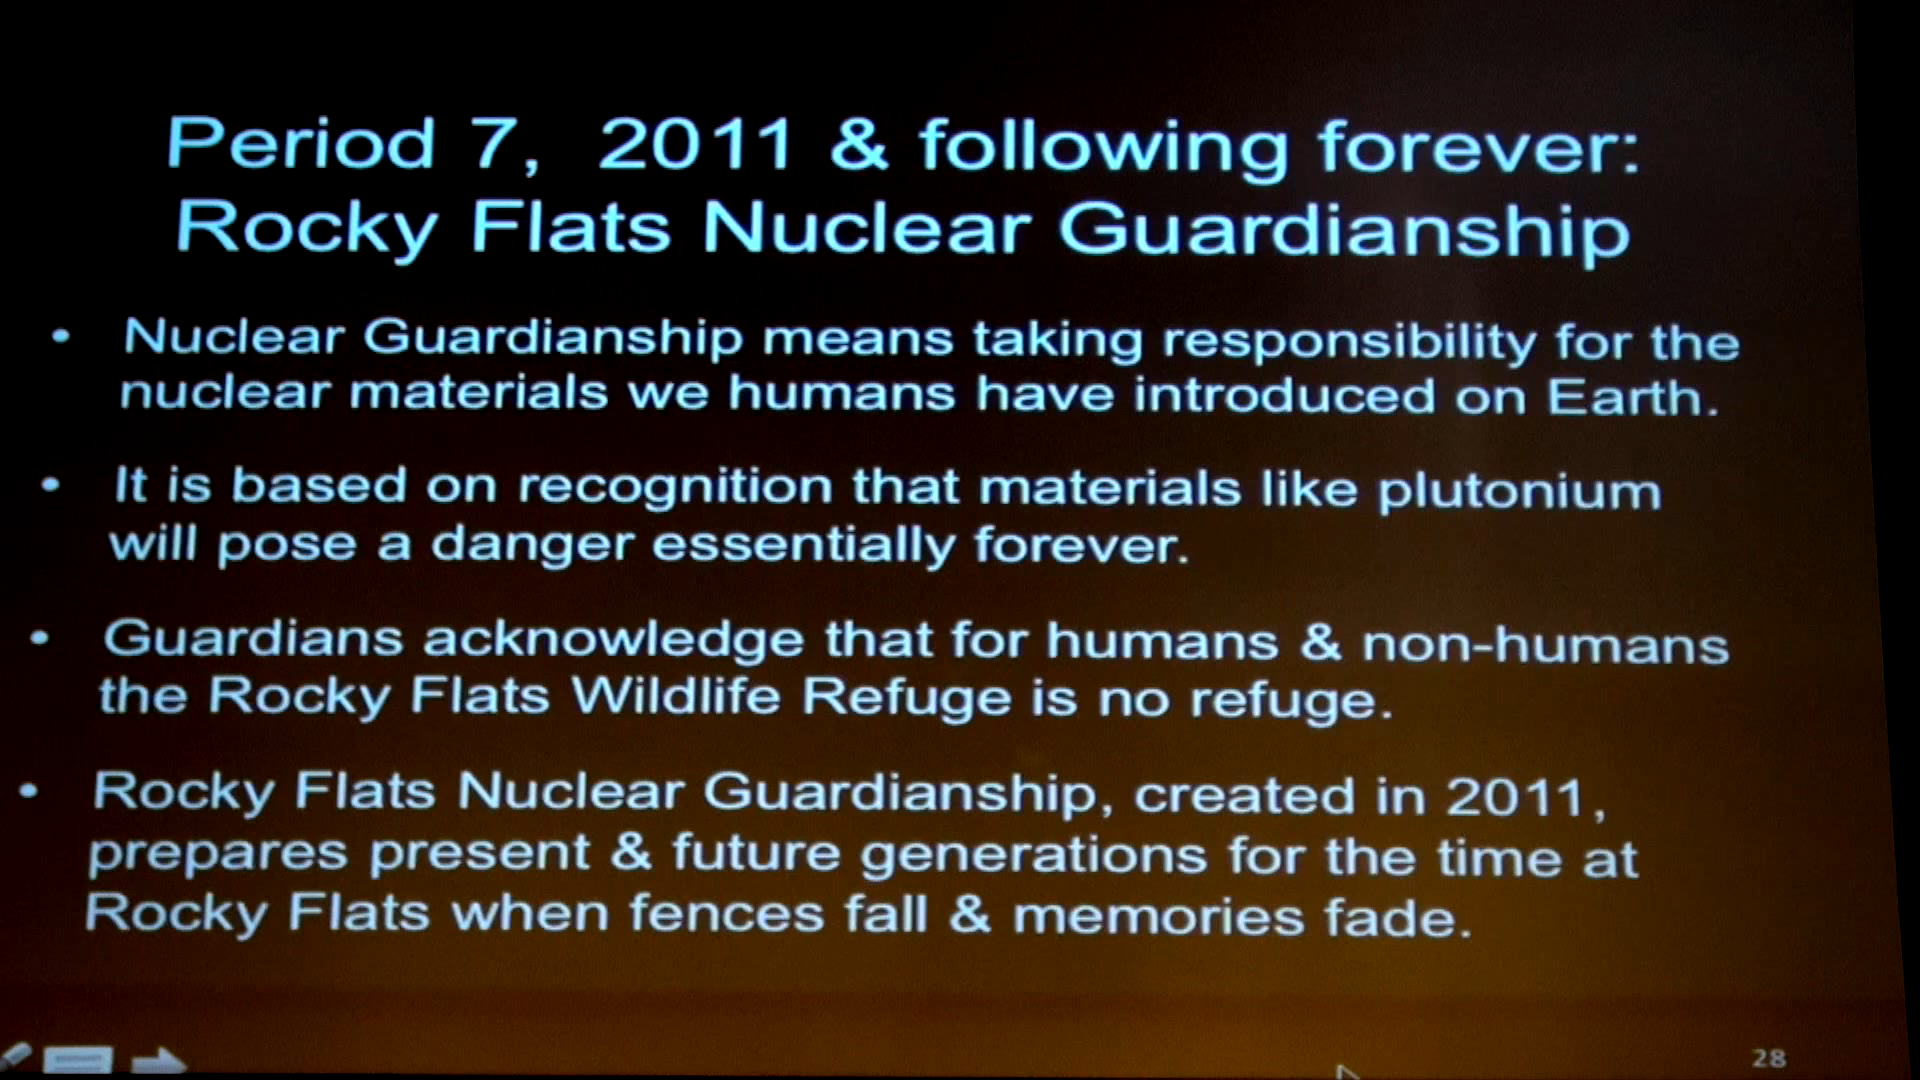 Period 7, 2011 & following forever:
Rocky Flats Nuclear Guardianship
• Nuclear Guardianship means taking responsibility for the
nuclear materials we humans have introduced on Earth.
• It is based on recognition that materials like plutonium
will pose a danger essentially forever.
• Guardians acknowledge that for humans & non-humans
the Rocky Flats Wildlife Refuge is no refuge.
• Rocky Flats Nuclear Guardianship, created in 2011,
prepares present & future generations for the time at
Rocky Flats when fences fall & memories fade.
28